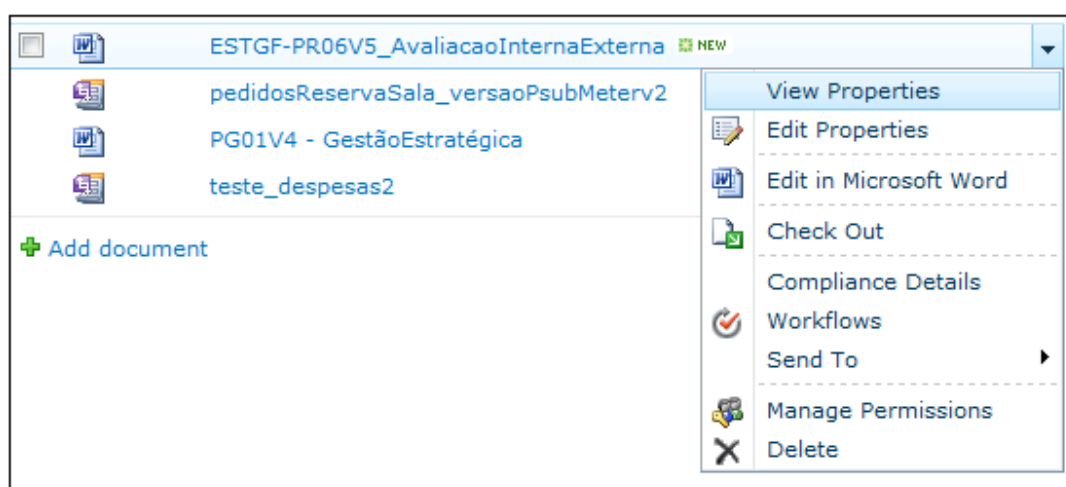 ESTGF-PR06V5_AvaliacaoInternaExterna NEW
pedidosReservaSala_versaoPsubMeterv2
PG01V4 - GestãoEstratégica
teste_despesas2
Add document
View Properties
Edit Properties
Edit in Microsoft Word
Check Out
Compliance Details
Workflows
Send To
Manage Permissions
Delete